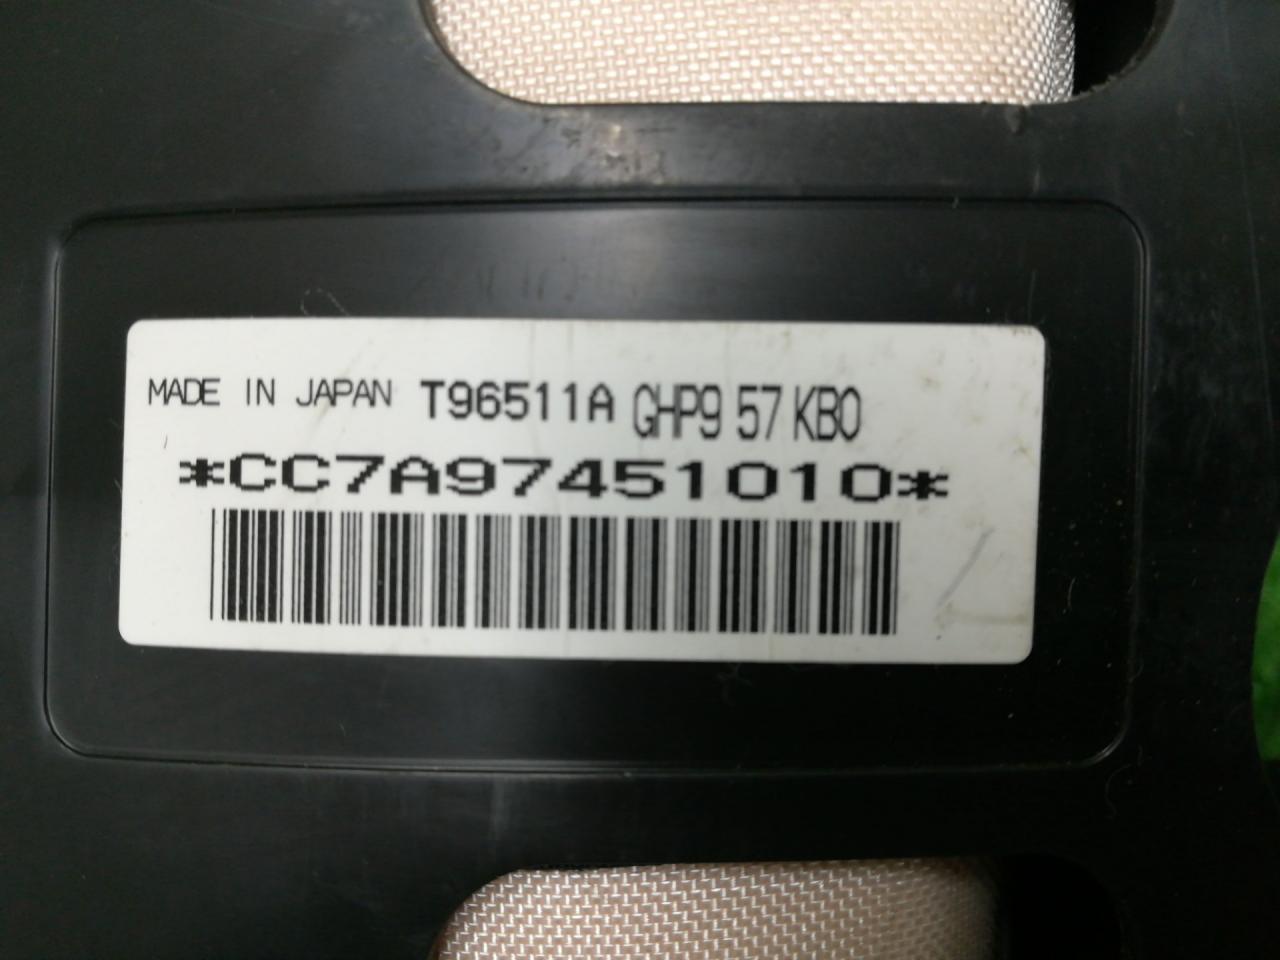 MADE IN JAPAN T96511A GHP9 57 KB0
*CC7A97451010*